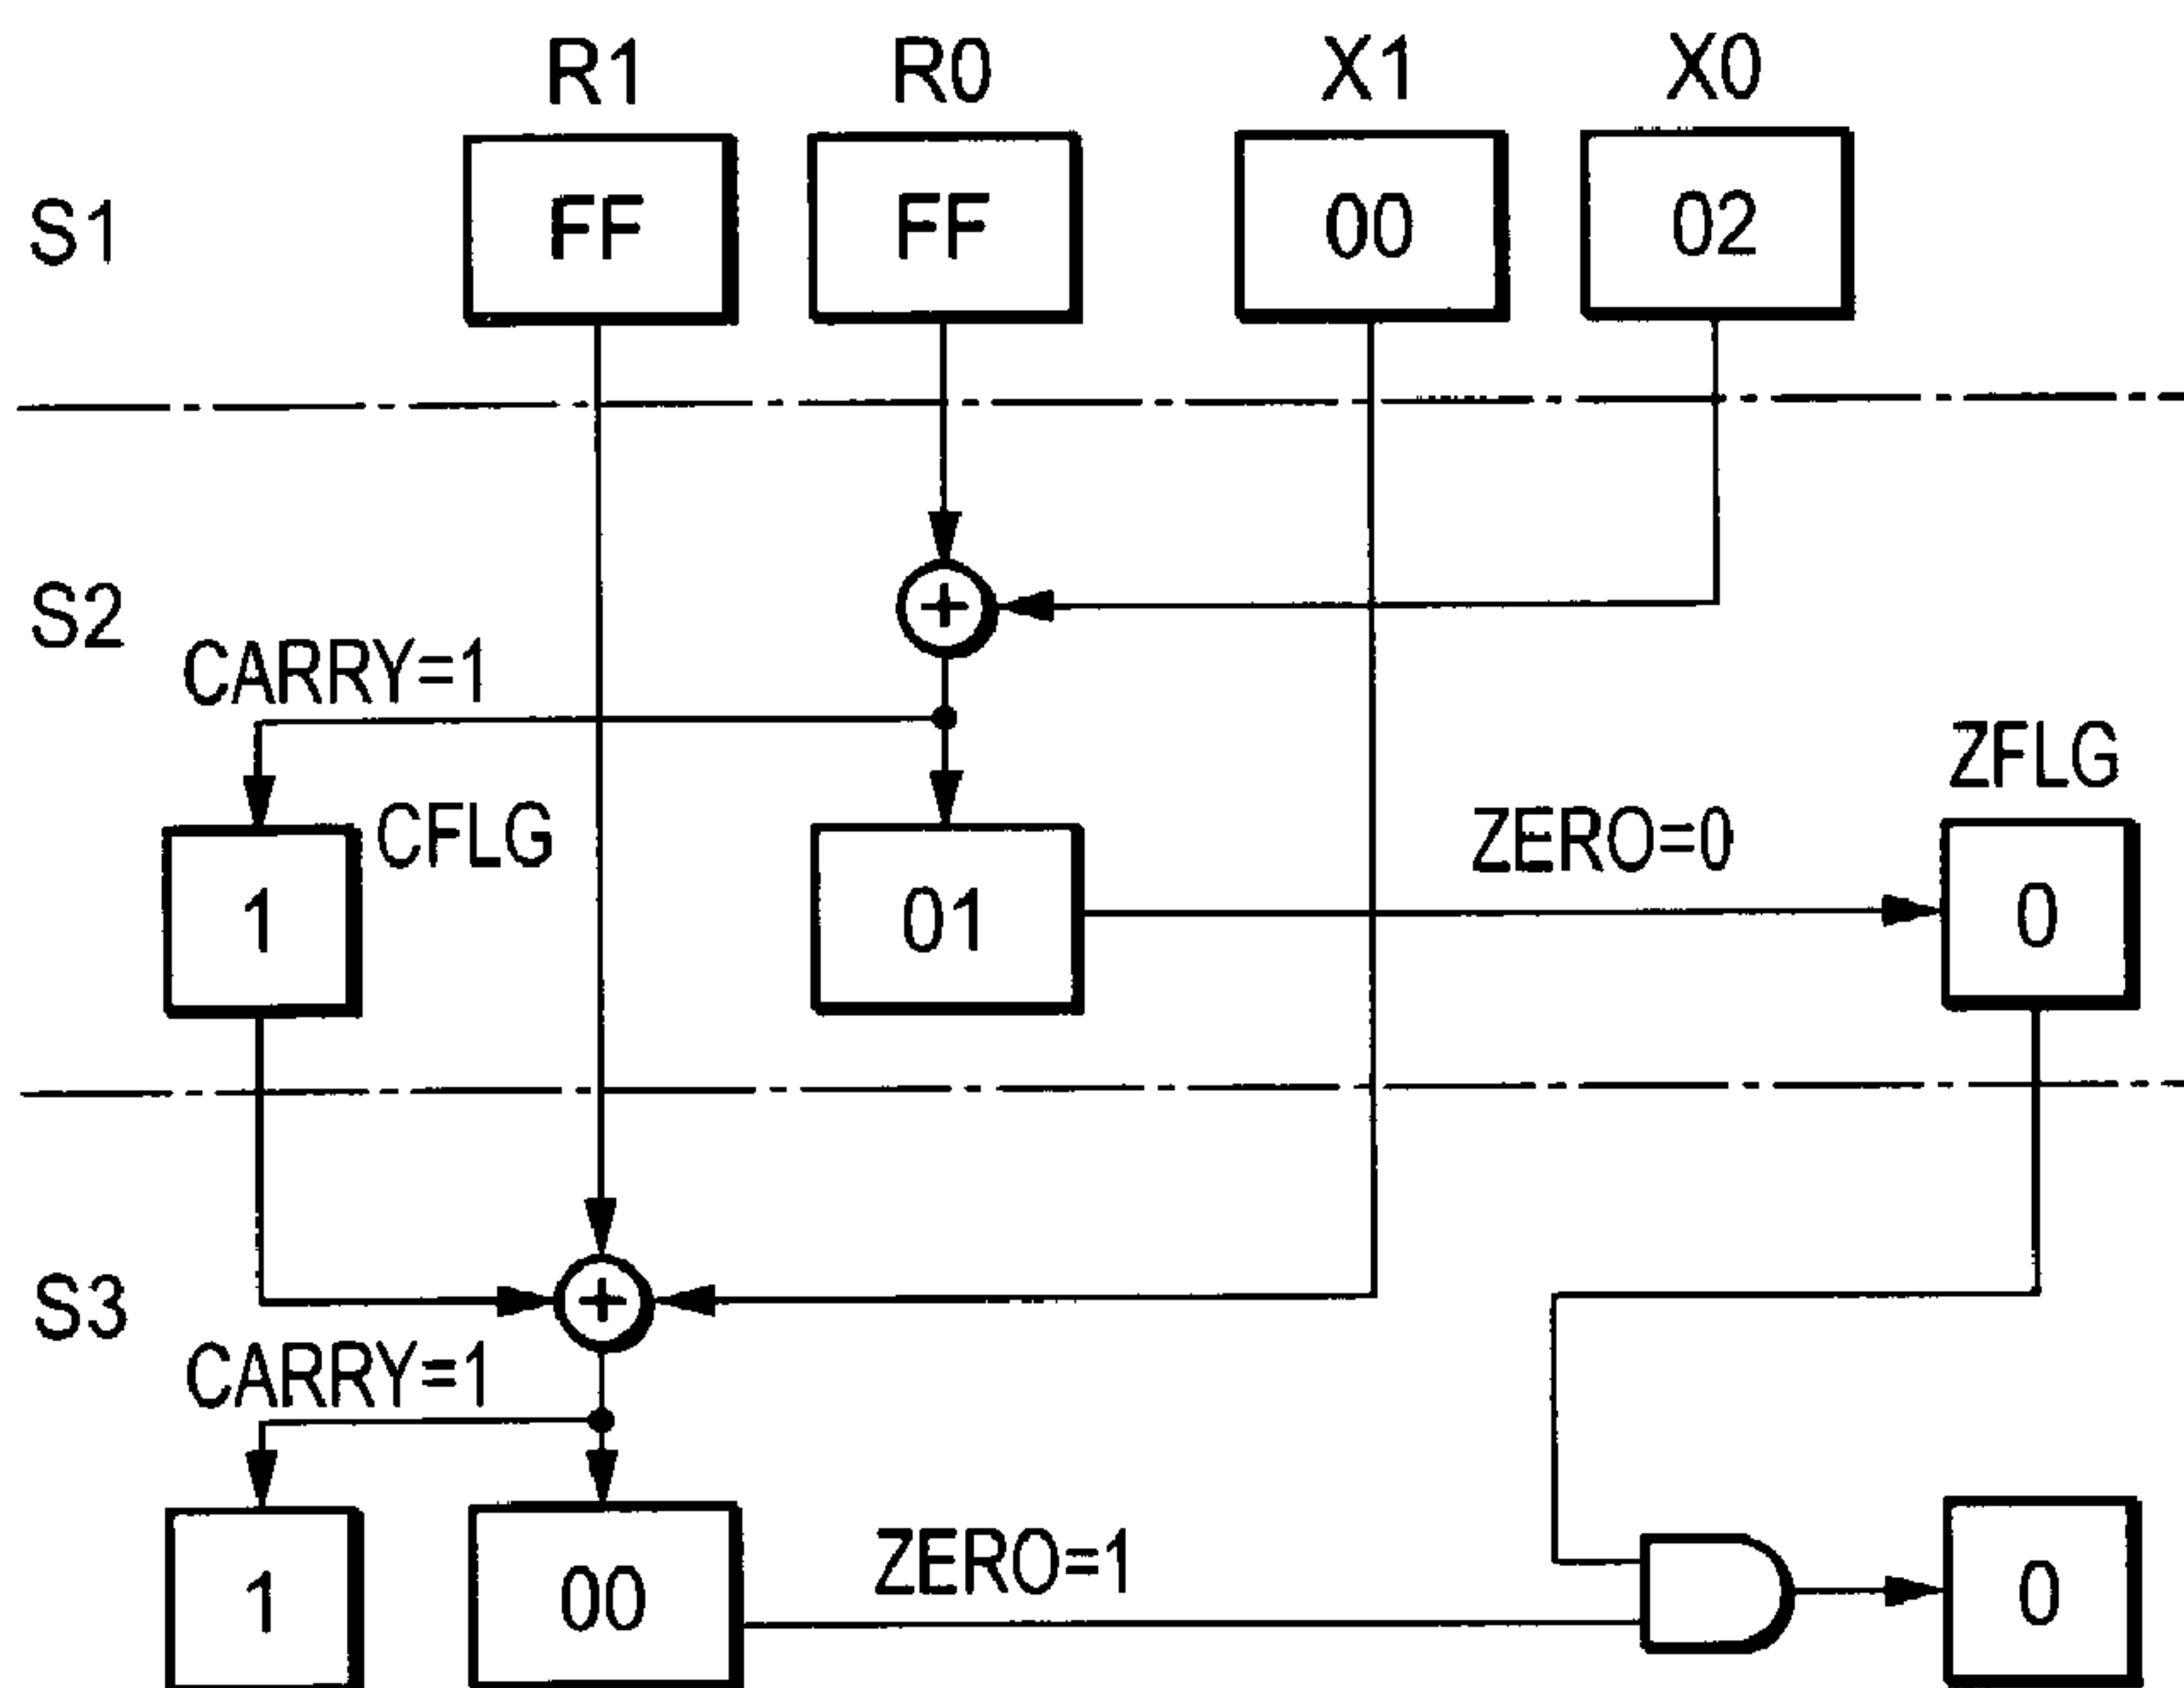 R1 R0 X1 X0
S1 FF FF 00 02
S2
CARRY=1
CFLG ZERO=0 ZFLG
1 01 0
S3
CARRY=1
ZERO=1
1 00 0